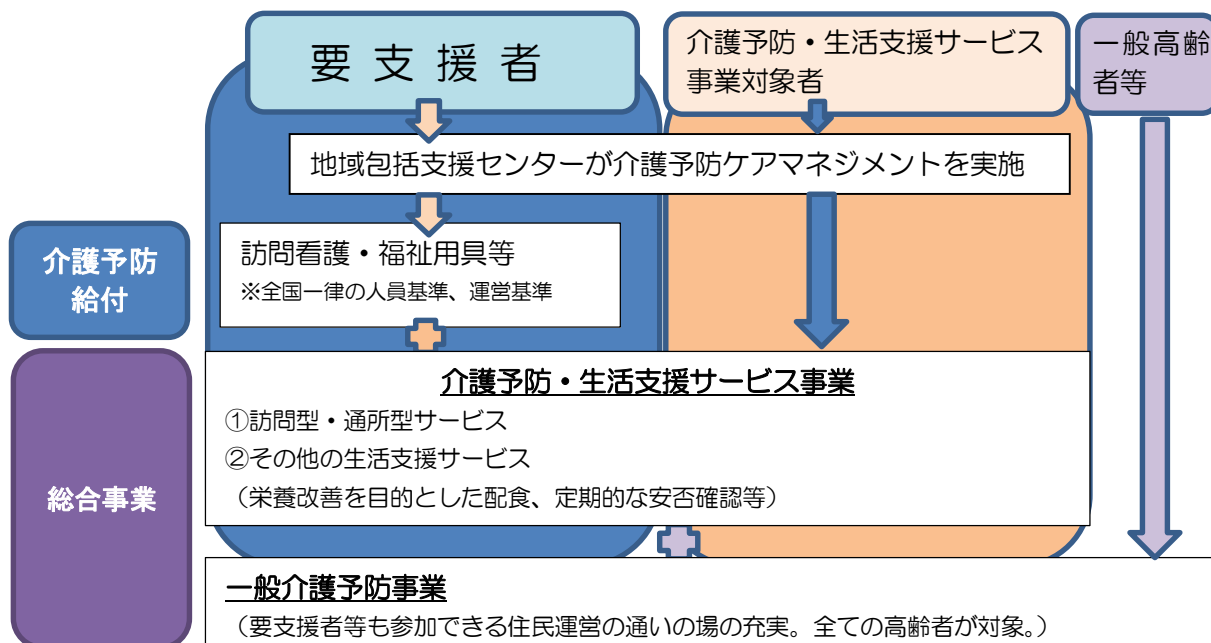 要支援者
介護予防・生活支援サービス
事業対象者
一般高齢
者等
地域包括支援センターが介護予防ケアマネジメントを実施
介護予防
給付
訪問看護・福祉用具等
※全国一律の人員基準、運営基準
総合事業
介護予防・生活支援サービス事業
①訪問型・通所型サービス
②その他の生活支援サービス
（栄養改善を目的とした配食、定期的な安否確認等）
一般介護予防事業
（要支援者等も参加できる住民運営の通いの場の充実。全ての高齢者が対象。）